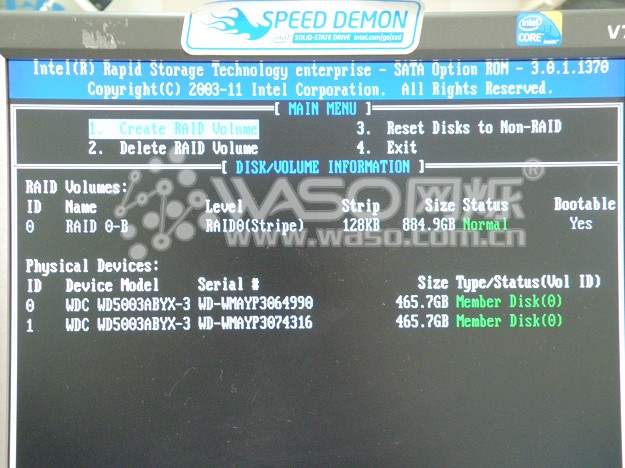 SPEED DEMON
intel SOLID-STATE DRIVE intel.com/go/ssd
intel
CORE inside
V7
Intel(R) Rapid Storage Technology enterprise - SATA Option ROM - 3.0.1.1370
Copyright(C) 2003-11 Intel Corporation. All Rights Reserved.
[ MAIN MENU ]
1. Create RAID Volume 3. Reset Disks to Non-RAID
2. Delete RAID Volume 4. Exit
[ DISK/VOLUME INFORMATION ]
RAID Volumes:
ID Name Level Strip Size Status Bootable
0 RAID 0-B RAID0(Stripe) 128KB 884.9GB Normal Yes
WASO网烁®
www.waso.com.cn
Physical Devices:
ID Device Model Serial # Size Type/Status(Vol ID)
0 WDC WD5003ABYX-3 WD-WMAYP3064990 465.7GB Member Disk(0)
1 WDC WD5003ABYX-3 WD-WMAYP3074316 465.7GB Member Disk(0)